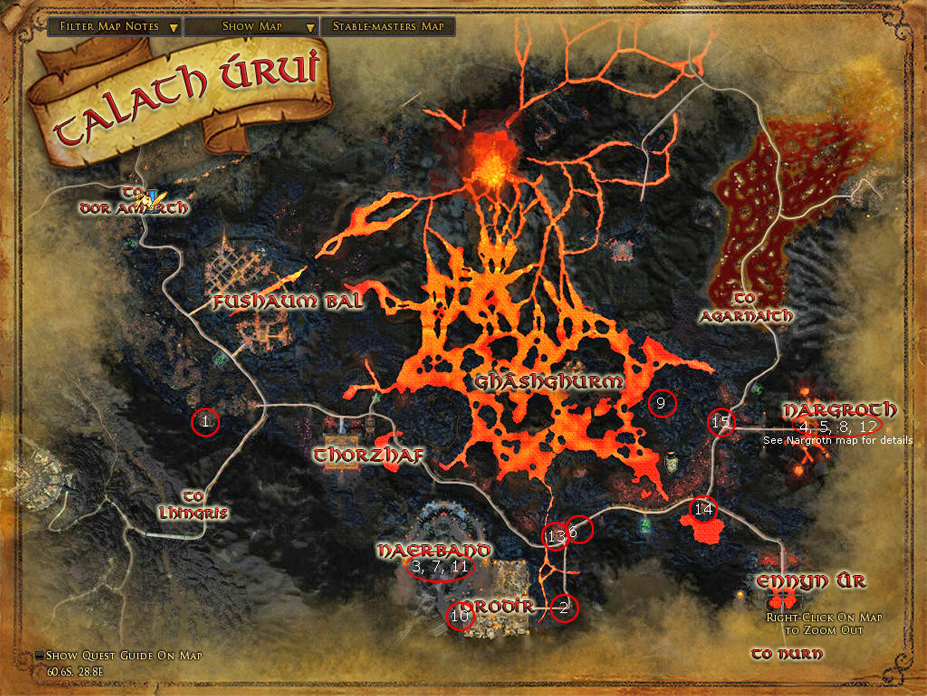 Filter Map Notes
Show Map
Stable-masters Map
TALATH ÚRUI
TO
DOR AMARTH
FUSHAUM BAL
TO
AGARNAITH
GHÂSHGHURM
9
1
15
NARGROTH
4, 5, 8, 12
See Nargroth map for details
THORZHAF
TO
LHINGRIS
14
13
6
NAERBAND
3, 7, 11
ENNYN ÚR
RODIR
2
10
Right-Click On Map
to Zoom Out
TO NURN
Show Quest Guide On Map
60.6S, 28.8E